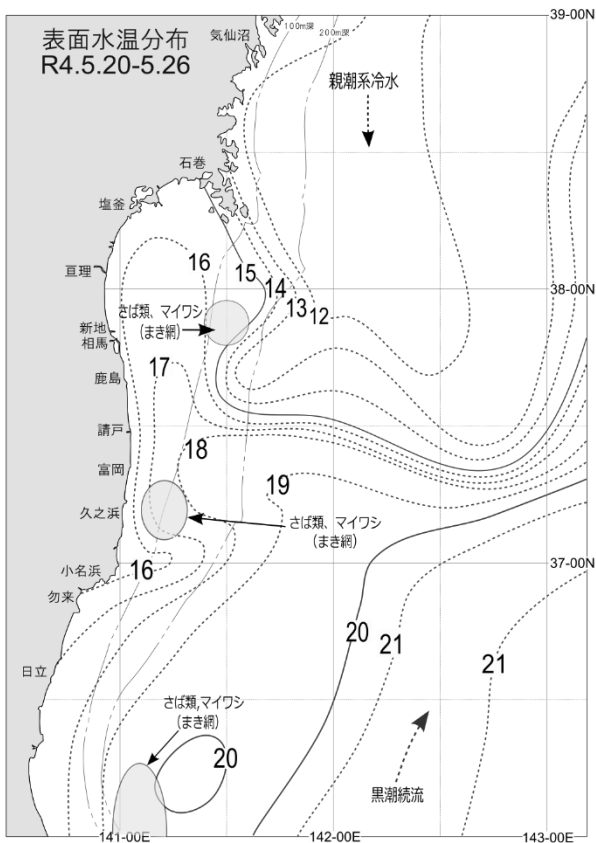 表面水温分布
R4.5.20-5.26
気仙沼
100m深
200m深
39-00N
親潮系冷水
石巻
塩釜
亘理
16
15
14
13
12
38-00N
さば類、マイワシ
(まき網)
新地
相馬
17
鹿島
請戸
18
富岡
19
久之浜
さば類、マイワシ
(まき網)
小名浜
16
37-00N
勿来
20
21
21
日立
さば類,マイワシ
(まき網)
20
黒潮続流
141-00E
142-00E
143-00E